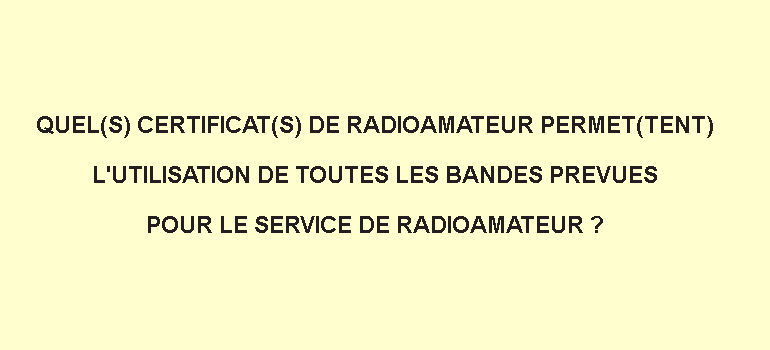 QUEL(S) CERTIFICAT(S) DE RADIOAMATEUR PERMET(TENT)
L'UTILISATION DE TOUTES LES BANDES PREVUES
POUR LE SERVICE DE RADIOAMATEUR ?